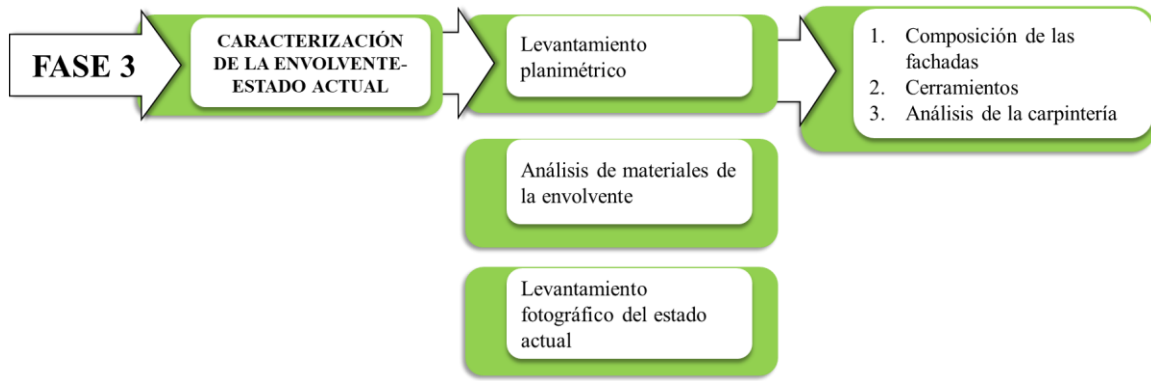 FASE 3
CARACTERIZACIÓN
DE LA ENVOLVENTE-
ESTADO ACTUAL
Levantamiento
planimétrico
1. Composición de las
fachadas
2. Cerramientos
3. Análisis de la carpintería
Análisis de materiales de
la envolvente
Levantamiento
fotográfico del estado
actual